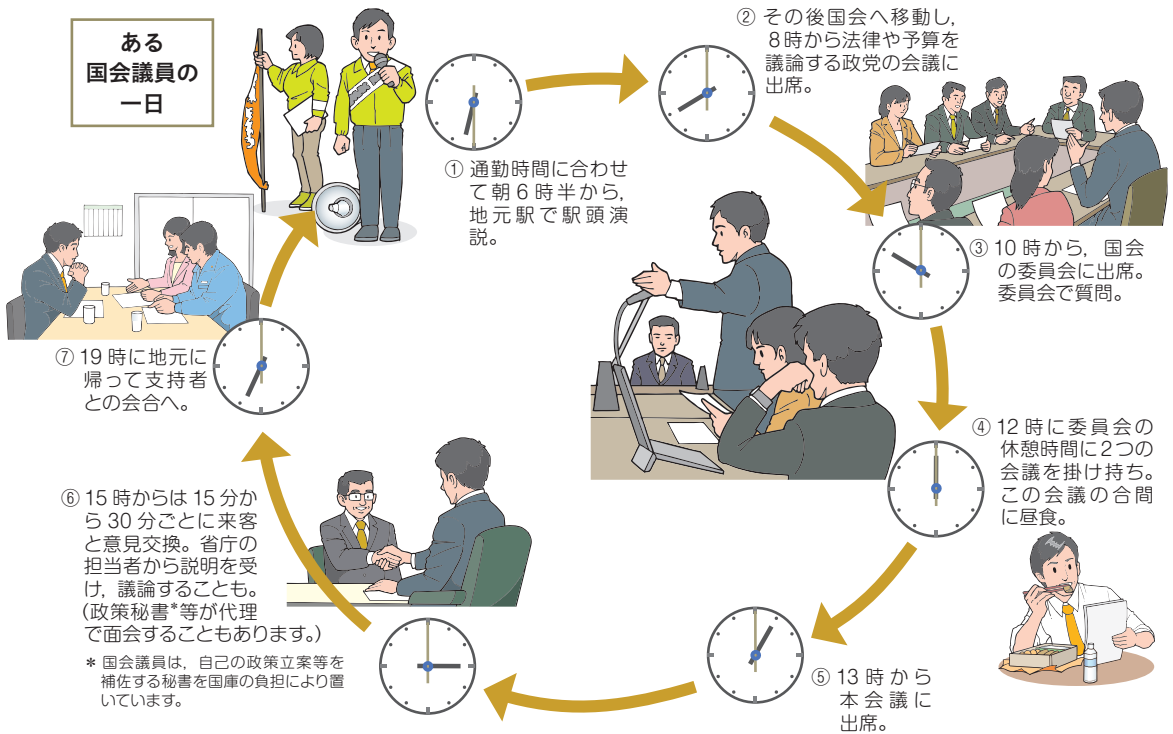 ある
国会議員の
一日
① 通勤時間に合わせ
て朝6時半から，
地元駅で駅頭演
説。
② その後国会へ移動し，
8時から法律や予算を
議論する政党の会議に
出席。
③ 10時から，国会
の委員会に出席。
委員会で質問。
④ 12時に委員会の
休憩時間に2つの
会議を掛け持ち。
この会議の合間
に昼食。
⑤ 13時から
本会議に
出席。
⑥ 15時からは15分か
ら30分ごとに来客
と意見交換。省庁の
担当者から説明を受
け，議論することも。
(政策秘書*等が代理
で面会することもあります。)
* 国会議員は，自己の政策立案等を
補佐する秘書を国庫の負担により置
いています。
⑦ 19時に地元に
帰って支持者
との会合へ。